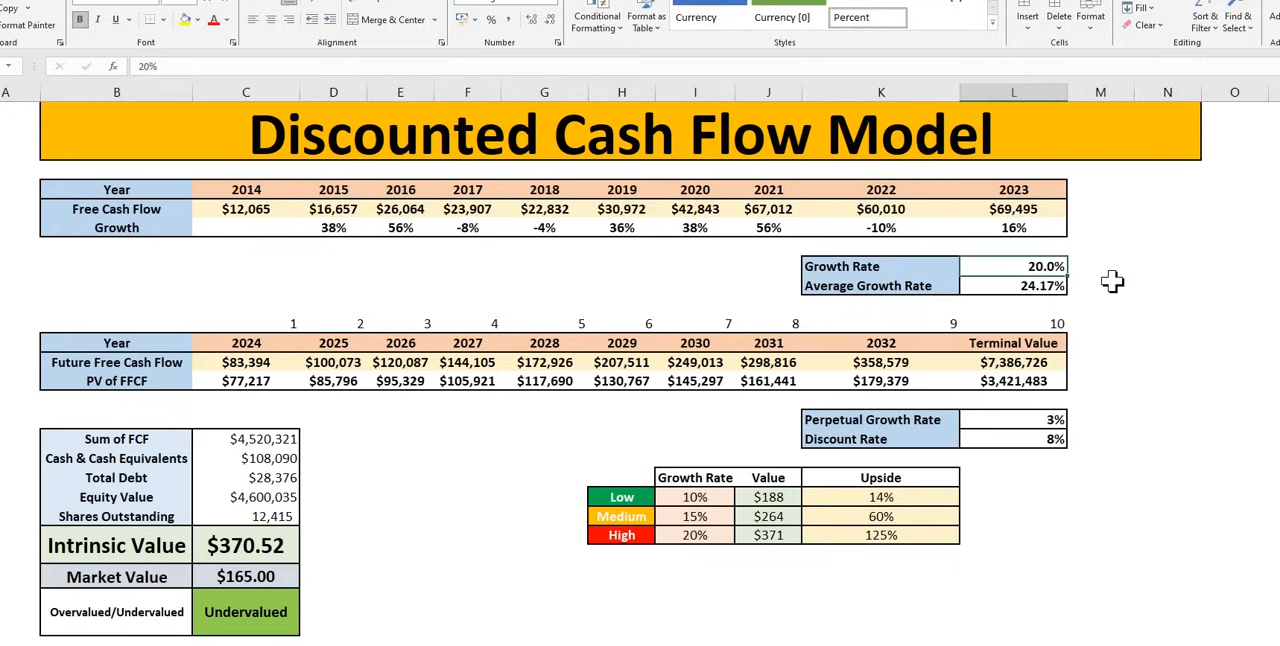 Copy
Format Painter
B I U A
Merge & Center
% 9
Conditional Formatting
Format as Table
Currency
Currency [0]
Percent
Insert
Delete
Format
Fill
Clear
Sort & Filter
Find & Select
Font Alignment Number Styles Cells Editing
fx 20%
A B C D E F G H I J K L M N O
Discounted Cash Flow Model
Year 2014 2015 2016 2017 2018 2019 2020 2021 2022 2023
Free Cash Flow $12,065 $16,657 $26,064 $23,907 $22,832 $30,972 $42,843 $67,012 $60,010 $69,495
Growth 38% 56% -8% -4% 36% 38% 56% -10% 16%
Growth Rate 20.0%
Average Growth Rate 24.17%
1 2 3 4 5 6 7 8 9 10
Year 2024 2025 2026 2027 2028 2029 2030 2031 2032 Terminal Value
Future Free Cash Flow $83,394 $100,073 $120,087 $144,105 $172,926 $207,511 $249,013 $298,816 $358,579 $7,386,726
PV of FFCF $77,217 $85,796 $95,329 $105,921 $117,690 $130,767 $145,297 $161,441 $179,379 $3,421,483
Perpetual Growth Rate 3%
Discount Rate 8%
Sum of FCF $4,520,321
Cash & Cash Equivalents $108,090
Total Debt $28,376
Equity Value $4,600,035
Shares Outstanding 12,415
Intrinsic Value $370.52
Market Value $165.00
Overvalued/Undervalued Undervalued
Growth Rate Value Upside
Low 10% $188 14%
Medium 15% $264 60%
High 20% $371 125%